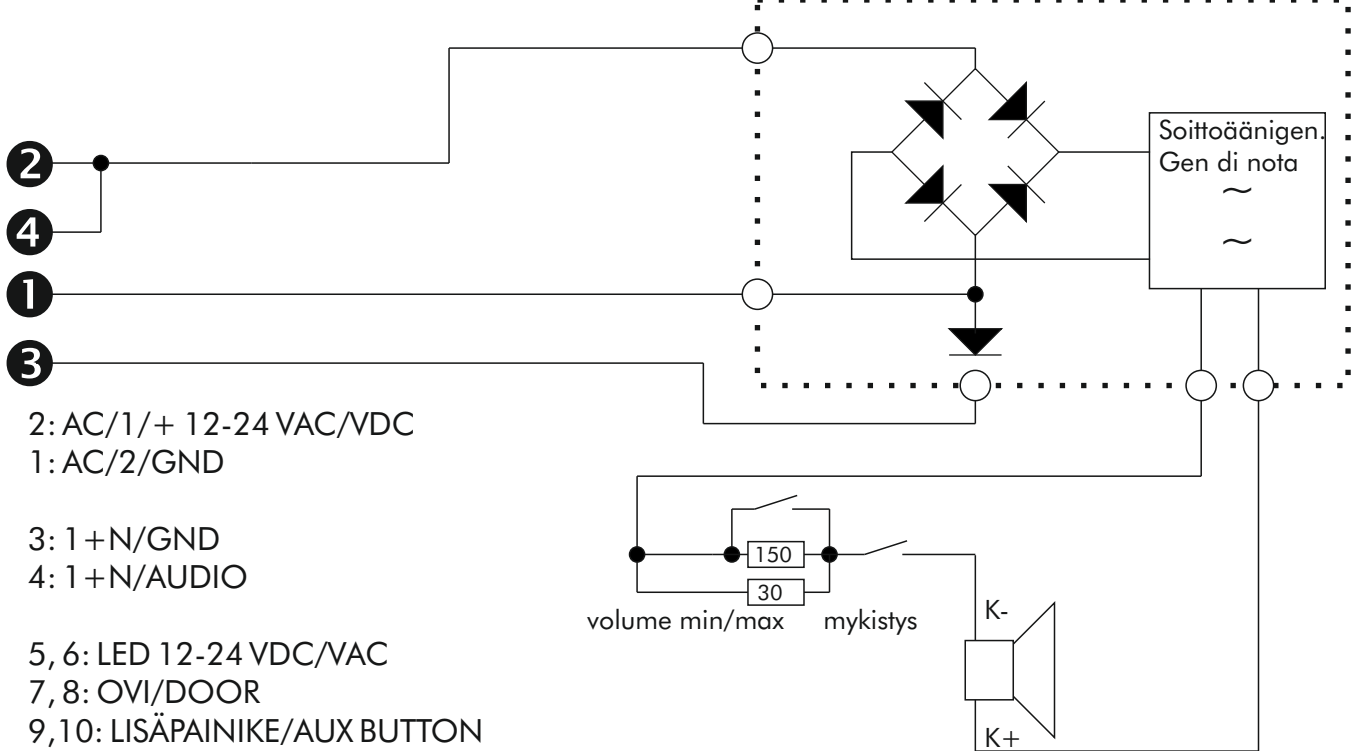 Soittoäänigen.
Gen di nota
~
~
2
4
1
3
2: AC/1/+ 12-24 VAC/VDC
1: AC/2/GND
3: 1+N/GND
4: 1+N/AUDIO
5, 6: LED 12-24 VDC/VAC
7, 8: OVI/DOOR
9,10: LISÄPAINIKE/AUX BUTTON
150
30
volume min/max
mykistys
K-
K+